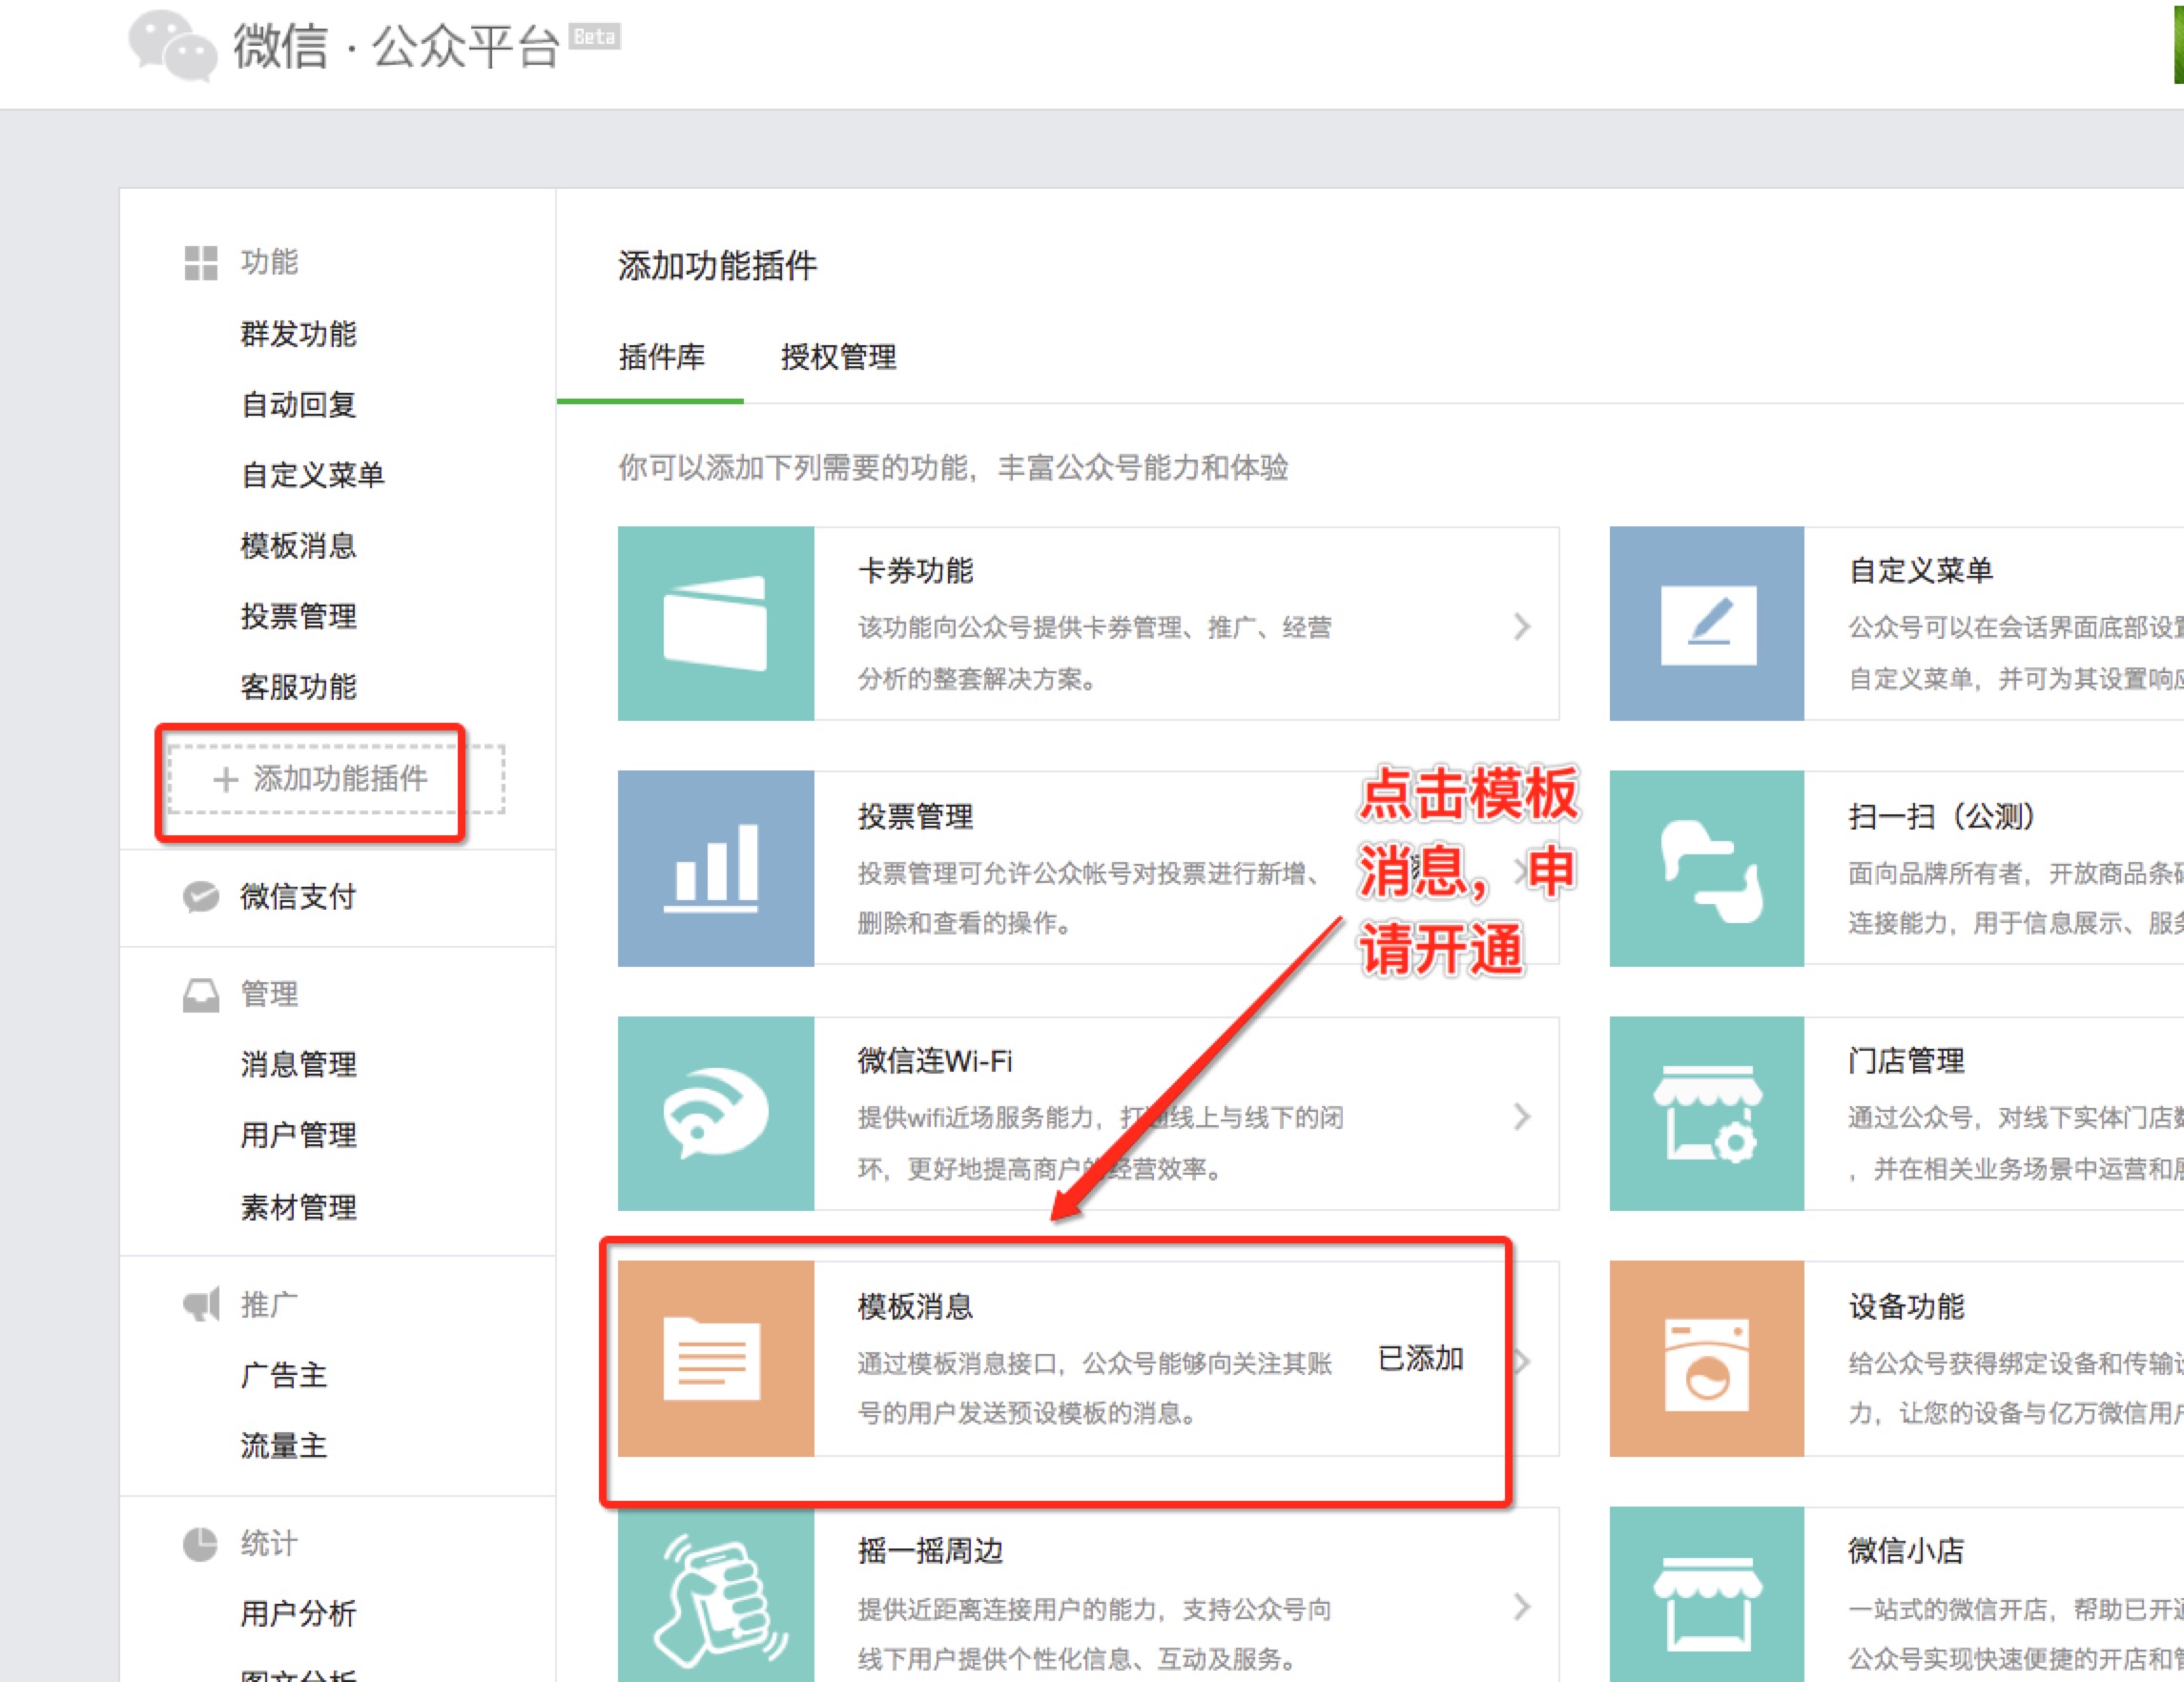 微信·公众平台 Beta
功能
群发功能
自动回复
自定义菜单
模板消息
投票管理
客服功能
+ 添加功能插件
微信支付
管理
消息管理
用户管理
素材管理
推广
广告主
流量主
统计
用户分析
图文分析
添加功能插件
插件库 授权管理
你可以添加下列需要的功能，丰富公众号能力和体验
卡券功能
该功能向公众号提供卡券管理、推广、经营
分析的整套解决方案。
自定义菜单
公众号可以在会话界面底部设置
自定义菜单，并可为其设置响应
投票管理
投票管理可允许公众帐号对投票进行新增、
删除和查看的操作。
点击模板
消息，申
请开通
扫一扫（公测）
面向品牌所有者，开放商品条码
连接能力，用于信息展示、服务
微信连Wi-Fi
提供wifi近场服务能力，打通线上与线下的闭
环，更好地提高商户的经营效率。
门店管理
通过公众号，对线下实体门店数
，并在相关业务场景中运营和展
模板消息
通过模板消息接口，公众号能够向关注其账
号的用户发送预设模板的消息。
已添加
设备功能
给公众号获得绑定设备和传输设
力，让您的设备与亿万微信用户
摇一摇周边
提供近距离连接用户的能力，支持公众号向
线下用户提供个性化信息、互动及服务。
微信小店
一站式的微信开店，帮助已开通
公众号实现快速便捷的开店和管